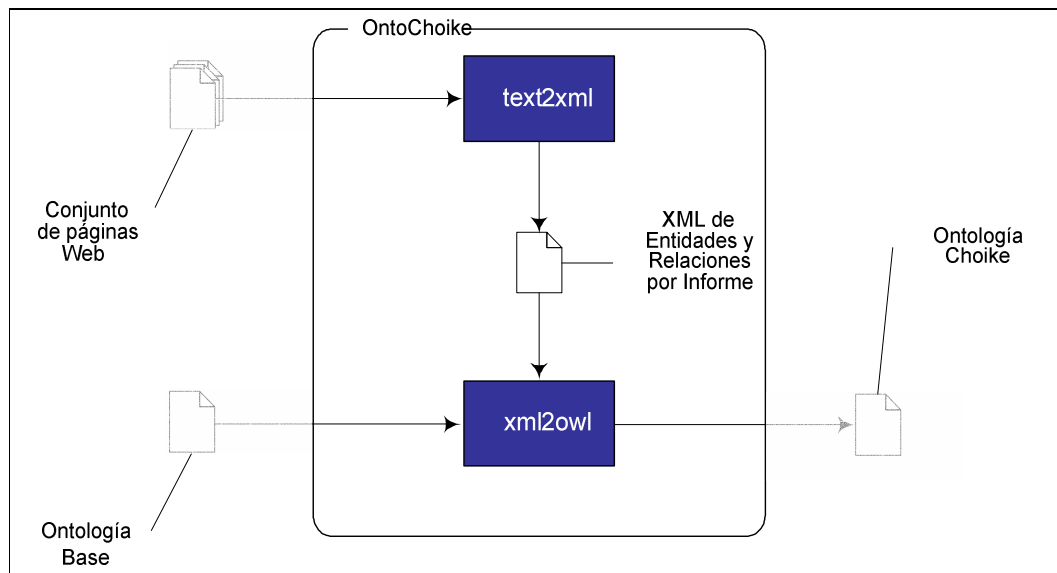 OntoChoike
text2xml
Conjunto
de páginas
Web
XML de
Entidades y
Relaciones
por Informe
Ontología
Choike
xml2owl
Ontología
Base